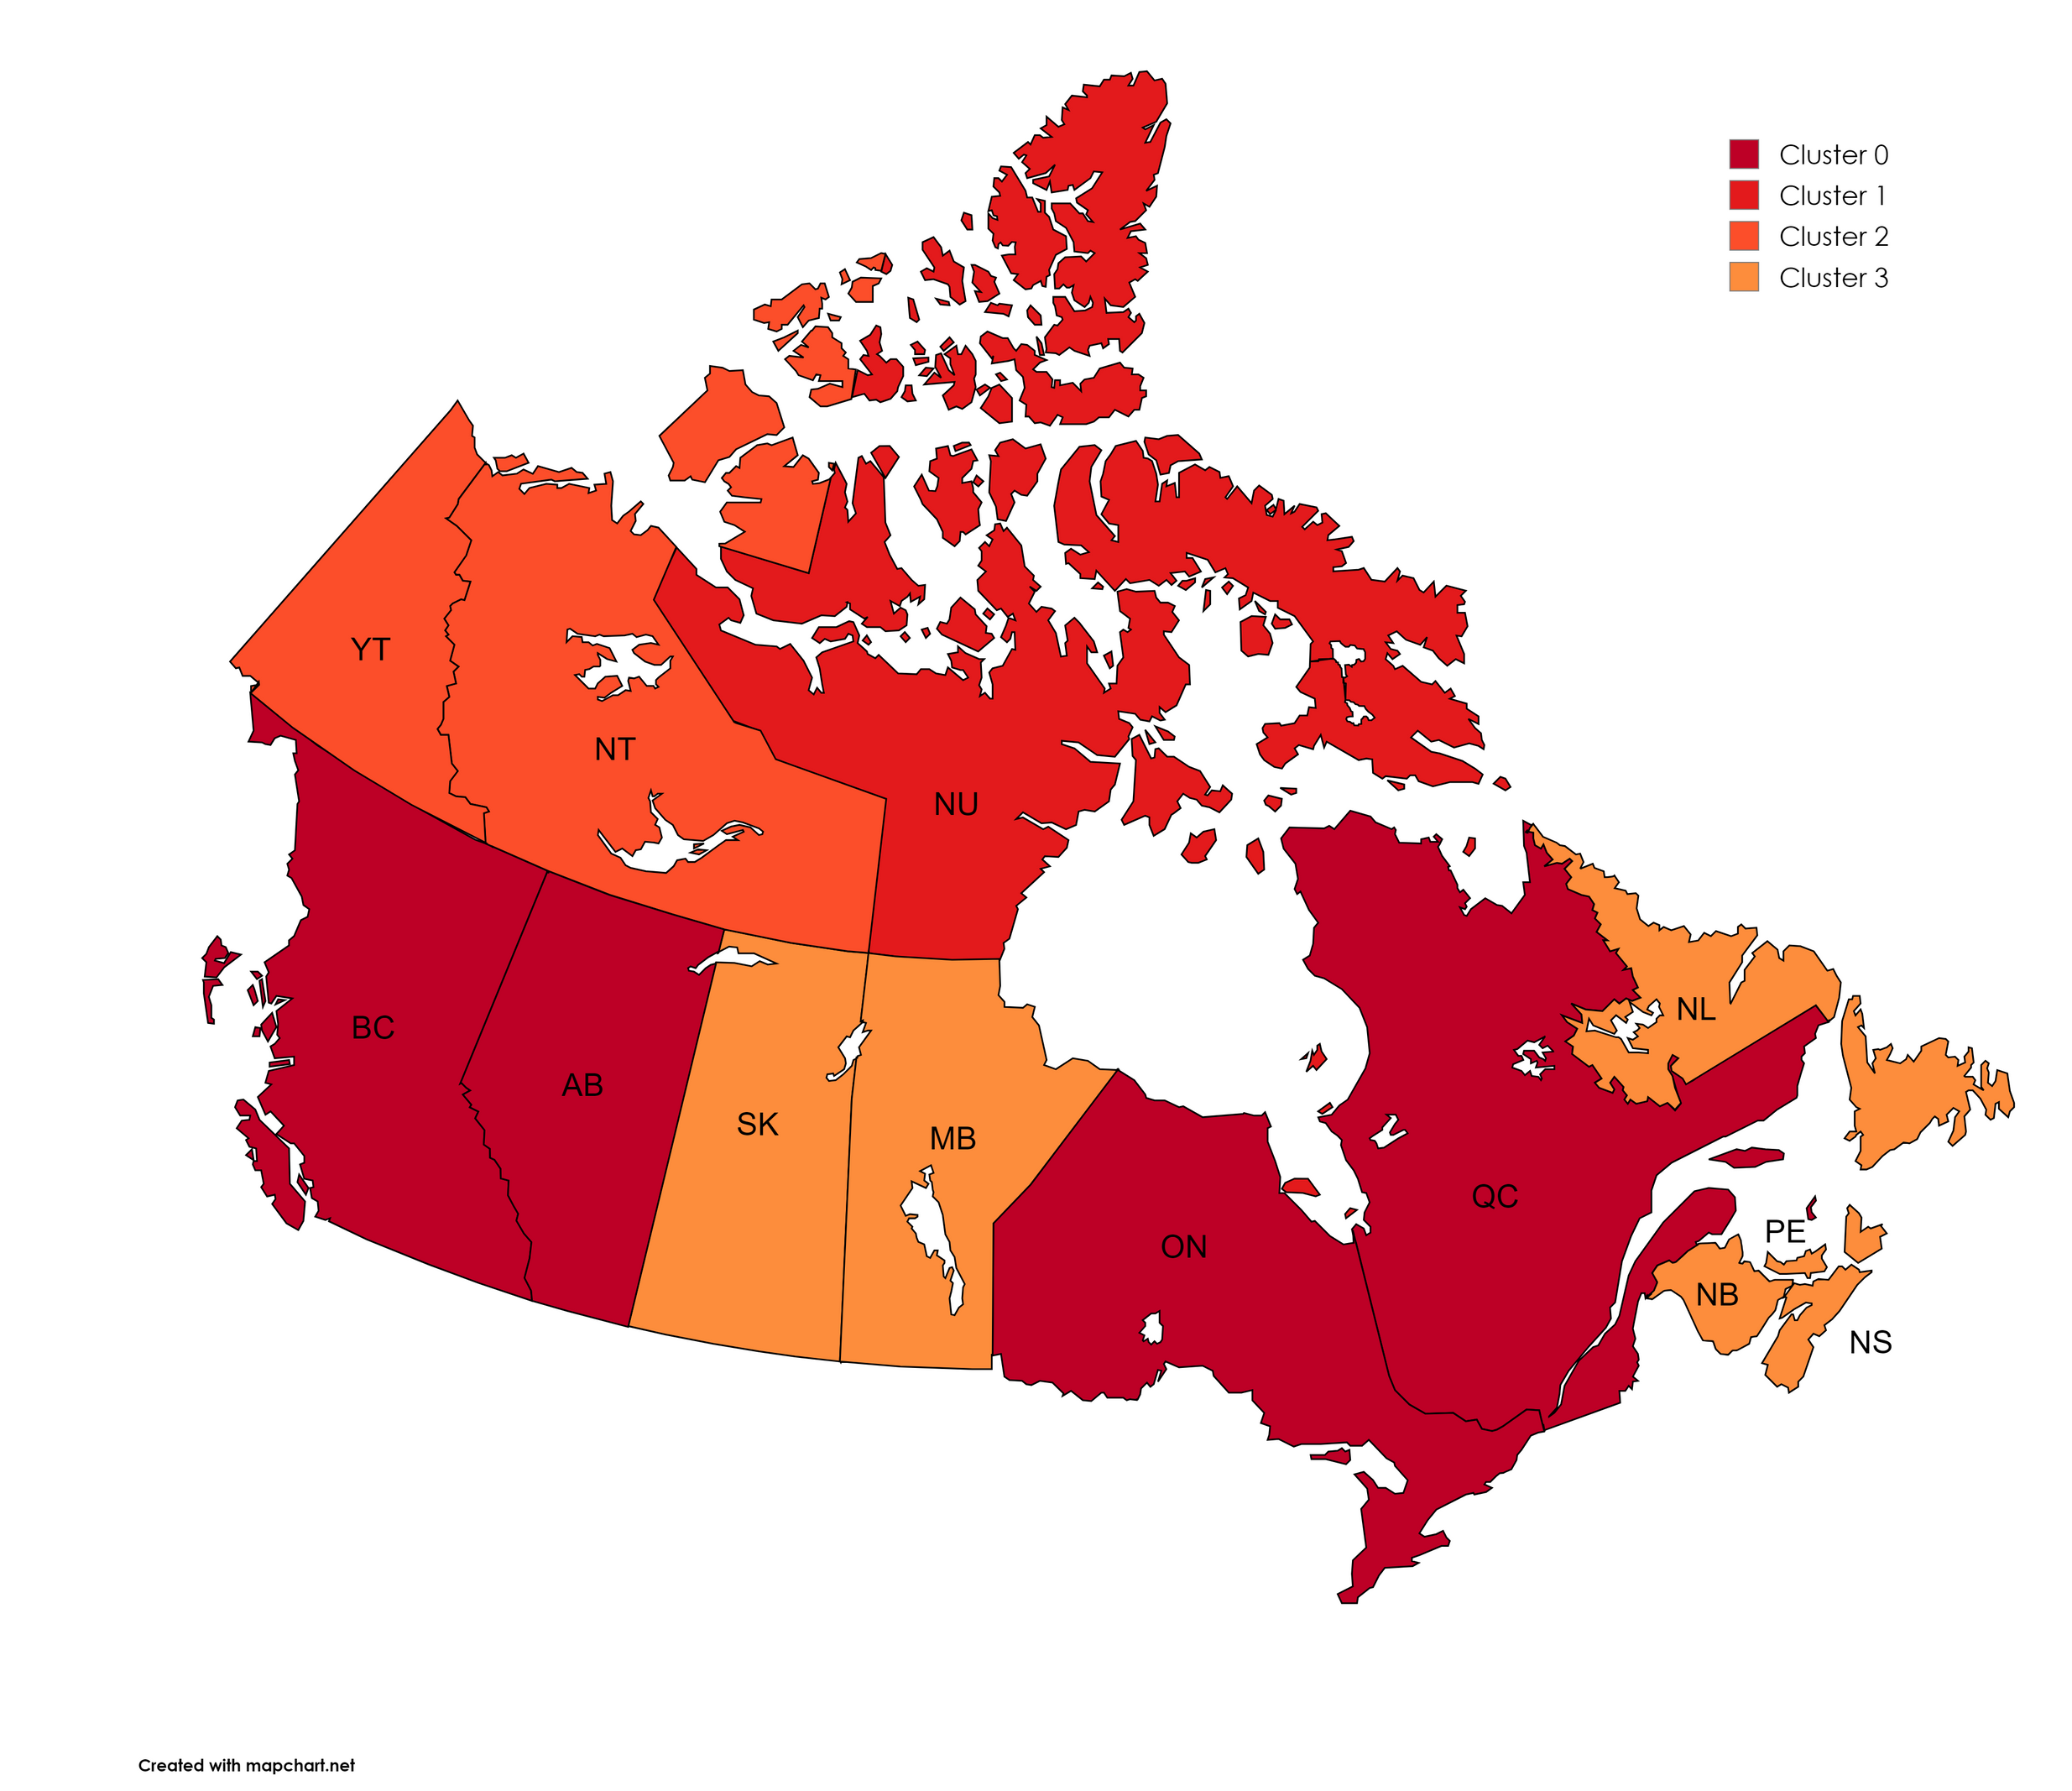 Cluster 0
Cluster 1
Cluster 2
Cluster 3
YT
NT
NU
BC
AB
SK
MB
ON
QC
NL
PE
NB
NS
Created with mapchart.net